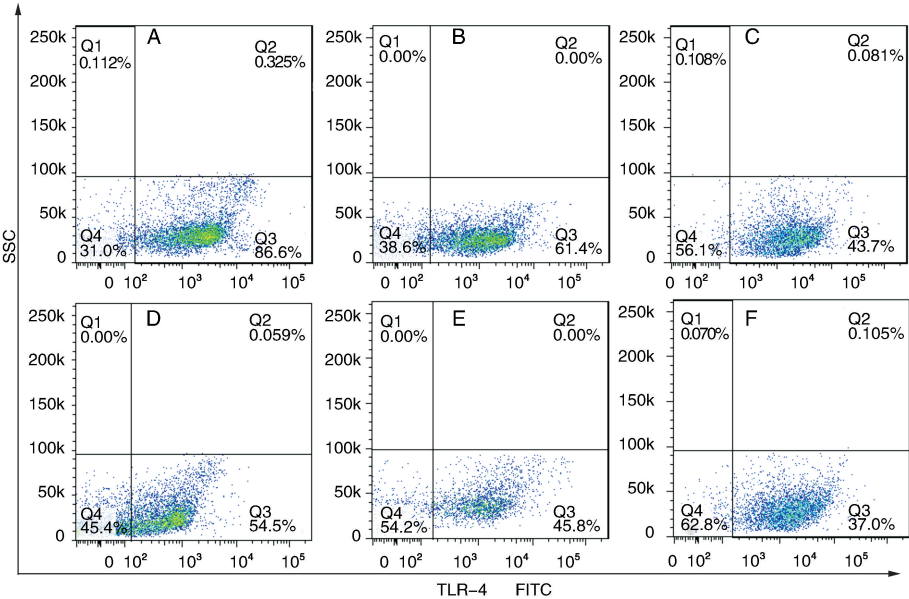 A
B
C
250k
200k
150k
100k
50k
0
Q1
0.112%
Q2
0.325%
Q4
31.0%
Q3
86.6%
0 10² 10³ 10⁴ 10⁵
250k
200k
150k
100k
50k
0
Q1
0.00%
Q2
0.00%
Q4
38.6%
Q3
61.4%
0 10² 10³ 10⁴ 10⁵
250k
200k
150k
100k
50k
0
Q1
0.108%
Q2
0.081%
Q4
56.1%
Q3
43.7%
0 10² 10³ 10⁴ 10⁵
SSC
D
E
F
250k
200k
150k
100k
50k
0
Q1
0.00%
Q2
0.059%
Q4
45.4%
Q3
54.5%
0 10² 10³ 10⁴ 10⁵
250k
200k
150k
100k
50k
0
Q1
0.00%
Q2
0.00%
Q4
54.2%
Q3
45.8%
0 10² 10³ 10⁴ 10⁵
250k
200k
150k
100k
50k
0
Q1
0.070%
Q2
0.105%
Q4
62.8%
Q3
37.0%
0 10² 10³ 10⁴ 10⁵
TLR-4 FITC